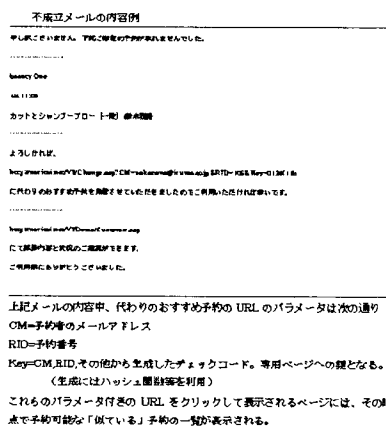 不成立メールの内容例
申し訳ございません。下記ご希望の予約が取れませんでした。
Beauty One
カットとシャンプーブロー
よろしければ、
に代わりのおすすめ予約を用意させていただきましたのでご利用いただければ幸いです。
にて詳細内容と状況のご確認ができます。
ご利用誠にありがとうございました。
上記メールの内容中、代わりのおすすめ予約の URL のパラメータは次の通り
CM=予約者のメールアドレス
RID=予約番号
Key=CM,RID,その他から生成したチェックコード。専用ページへの鍵となる。
(生成にはハッシュ関数等を利用)
これらのパラメータ付きの URL をクリックして表示されるページには、その時
点で予約可能な「似ている」予約の一覧が表示される。